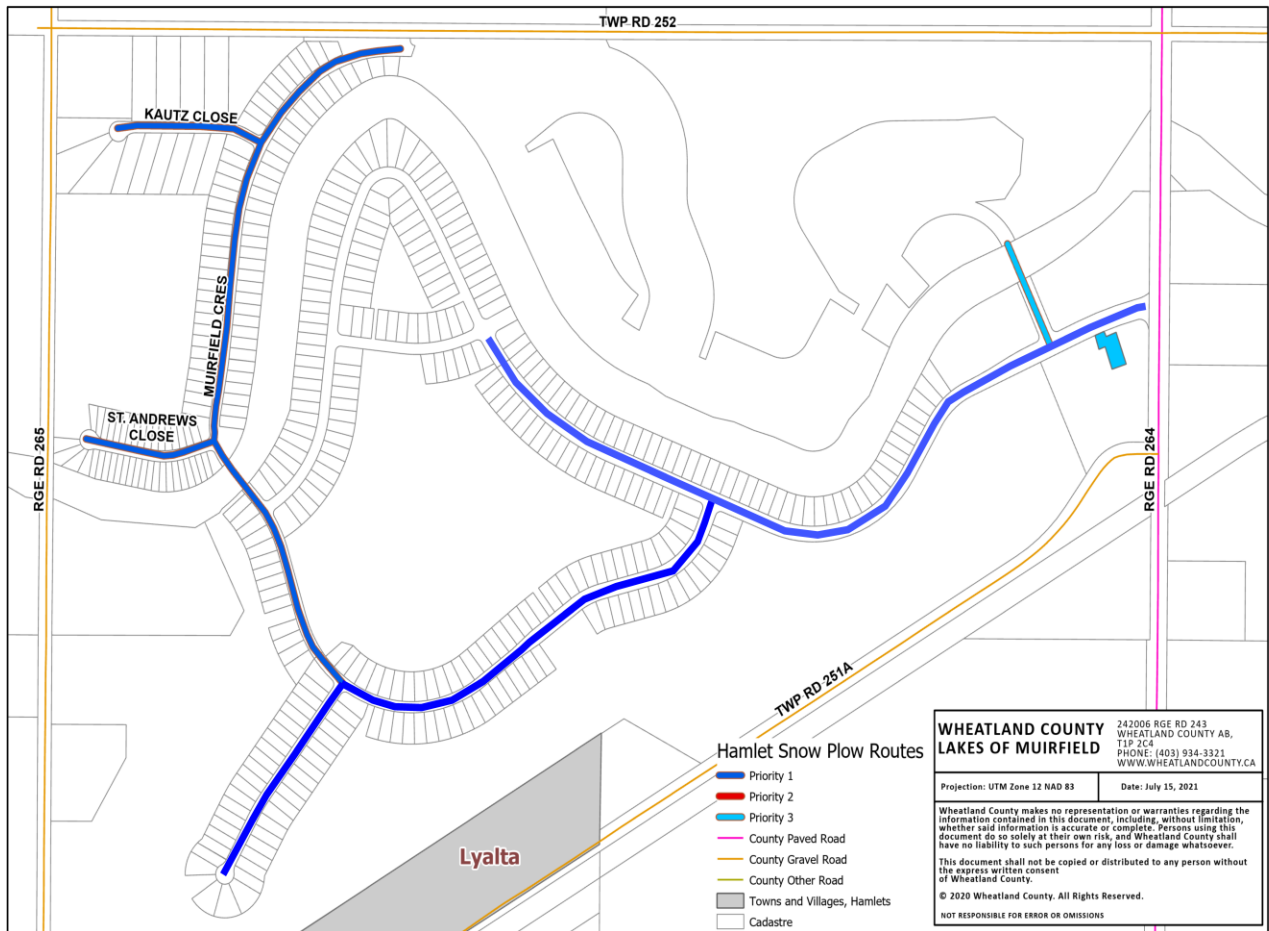 TWP RD 252
KAUTZ CLOSE
MUIRFIELD CRES
ST. ANDREWS
CLOSE
RGE RD 265
RGE RD 264
TWP RD 251A
Lyalta
Hamlet Snow Plow Routes
Priority 1
Priority 2
Priority 3
County Paved Road
County Gravel Road
County Other Road
Towns and Villages, Hamlets
Cadastre
WHEATLAND COUNTY
LAKES OF MUIRFIELD
242006 RGE RD 243
WHEATLAND COUNTY AB,
T1P 2C4
PHONE: (403) 934-3321
WWW.WHEATLANDCOUNTY.CA
Projection: UTM Zone 12 NAD 83
Date: July 15, 2021
Wheatland County makes no representation or warranties regarding the
information contained in this document, including, without limitation,
whether said information is accurate or complete. Persons using this
document do so solely at their own risk, and Wheatland County shall
have no liability to such persons for any loss or damage whatsoever.
This document shall not be copied or distributed to any person without
the express written consent
of Wheatland County.
© 2020 Wheatland County. All Rights Reserved.
NOT RESPONSIBLE FOR ERROR OR OMISSIONS